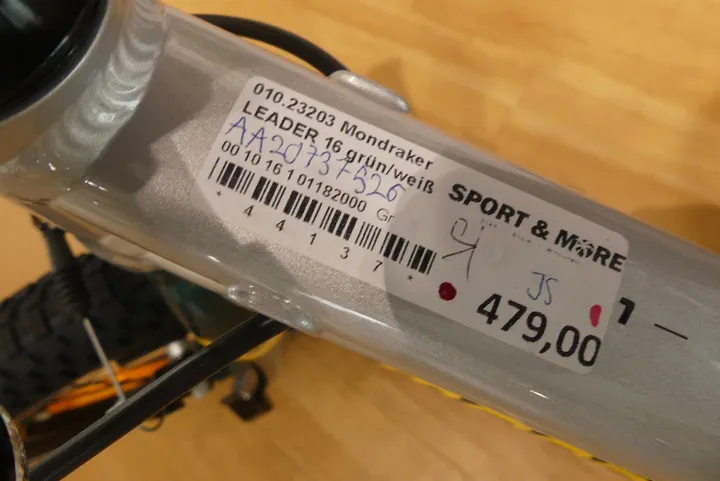 010.23203 Mondraker
LEADER 16 grün/weiß
AA20737526
00 10 16 1 01182000 Gr
* 4 4 1 3 7 *
SPORT & MORE
JS
479,00